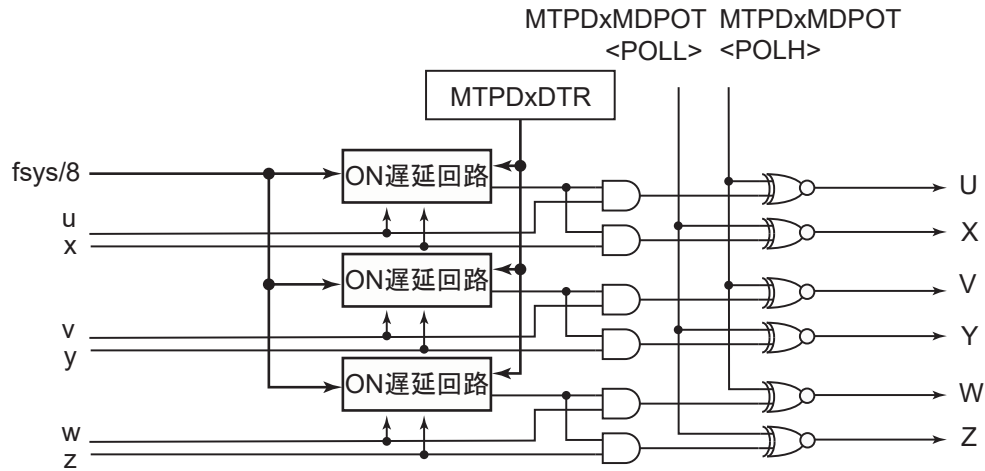 MTPDxMDPOT MTPDxMDPOT
<POLL> <POLH>
MTPDxDTR
fsys/8
ON遅延回路
U
u
x
X
ON遅延回路
V
v
y
Y
ON遅延回路
W
w
z
Z